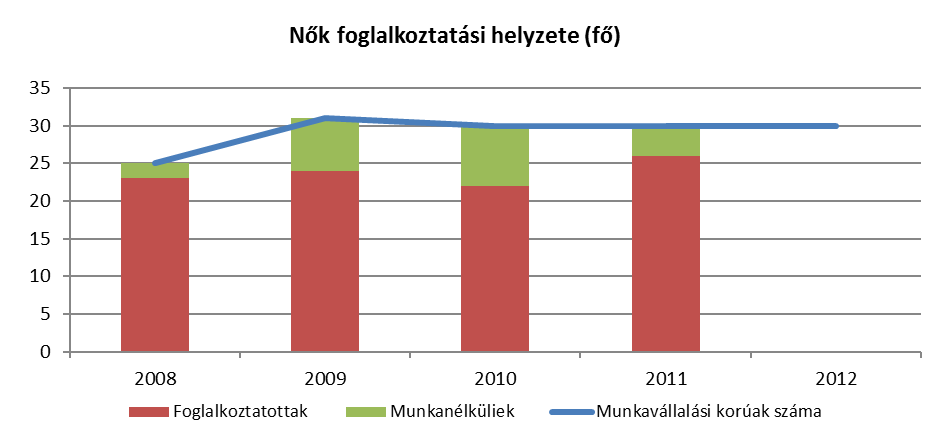 Nők foglalkoztatási helyzete (fő)
35
30
25
20
15
10
5
0
2008 2009 2010 2011 2012
Foglalkoztatottak Munkanélküliek Munkavállalási korúak száma